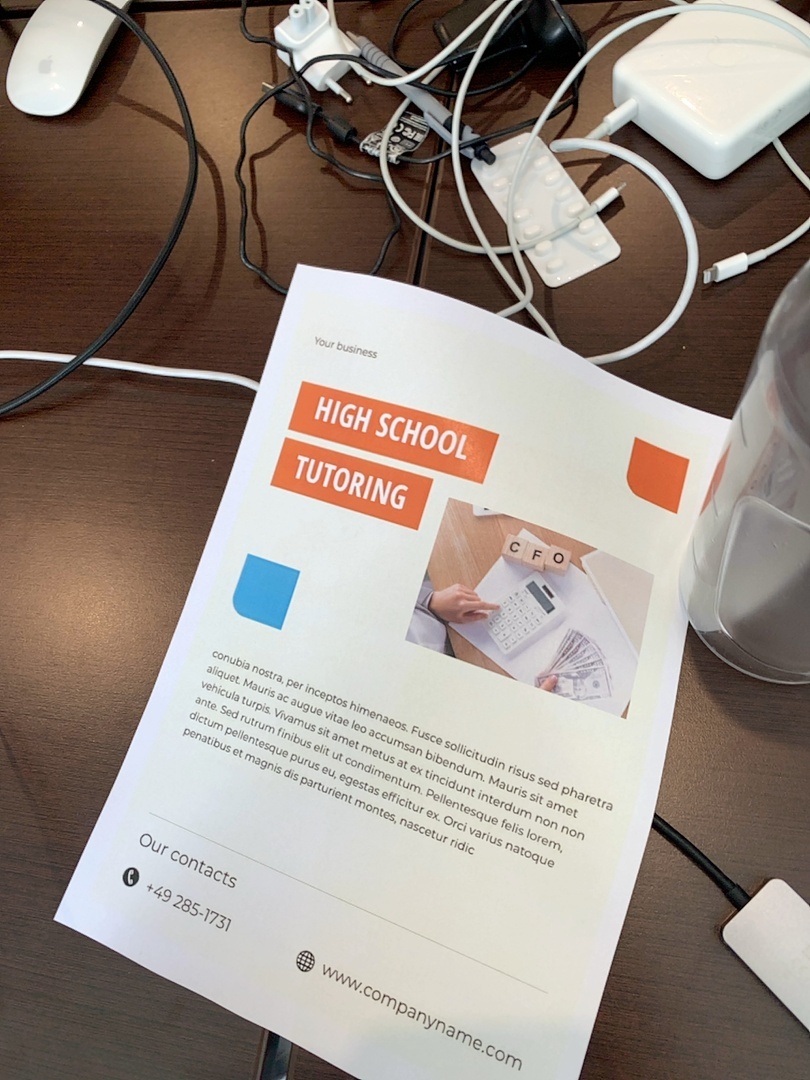 Your business
HIGH SCHOOL
TUTORING
CFO
conubia nostra, per inceptos himenaeos. Fusce sollicitudin risus sed pharetra
aliquet. Mauris ac augue vitae leo accumsan bibendum. Mauris sit amet
vehicula turpis. Vivamus sit amet metus at ex tincidunt interdum non non
ante. Sed rutrum finibus elit ut condimentum. Pellentesque felis lorem,
dictum pellentesque purus eu, egestas efficitur ex. Orci varius natoque
penatibus et magnis dis parturient montes, nascetur ridic
Our contacts
+49 285-1731
www.companyname.com